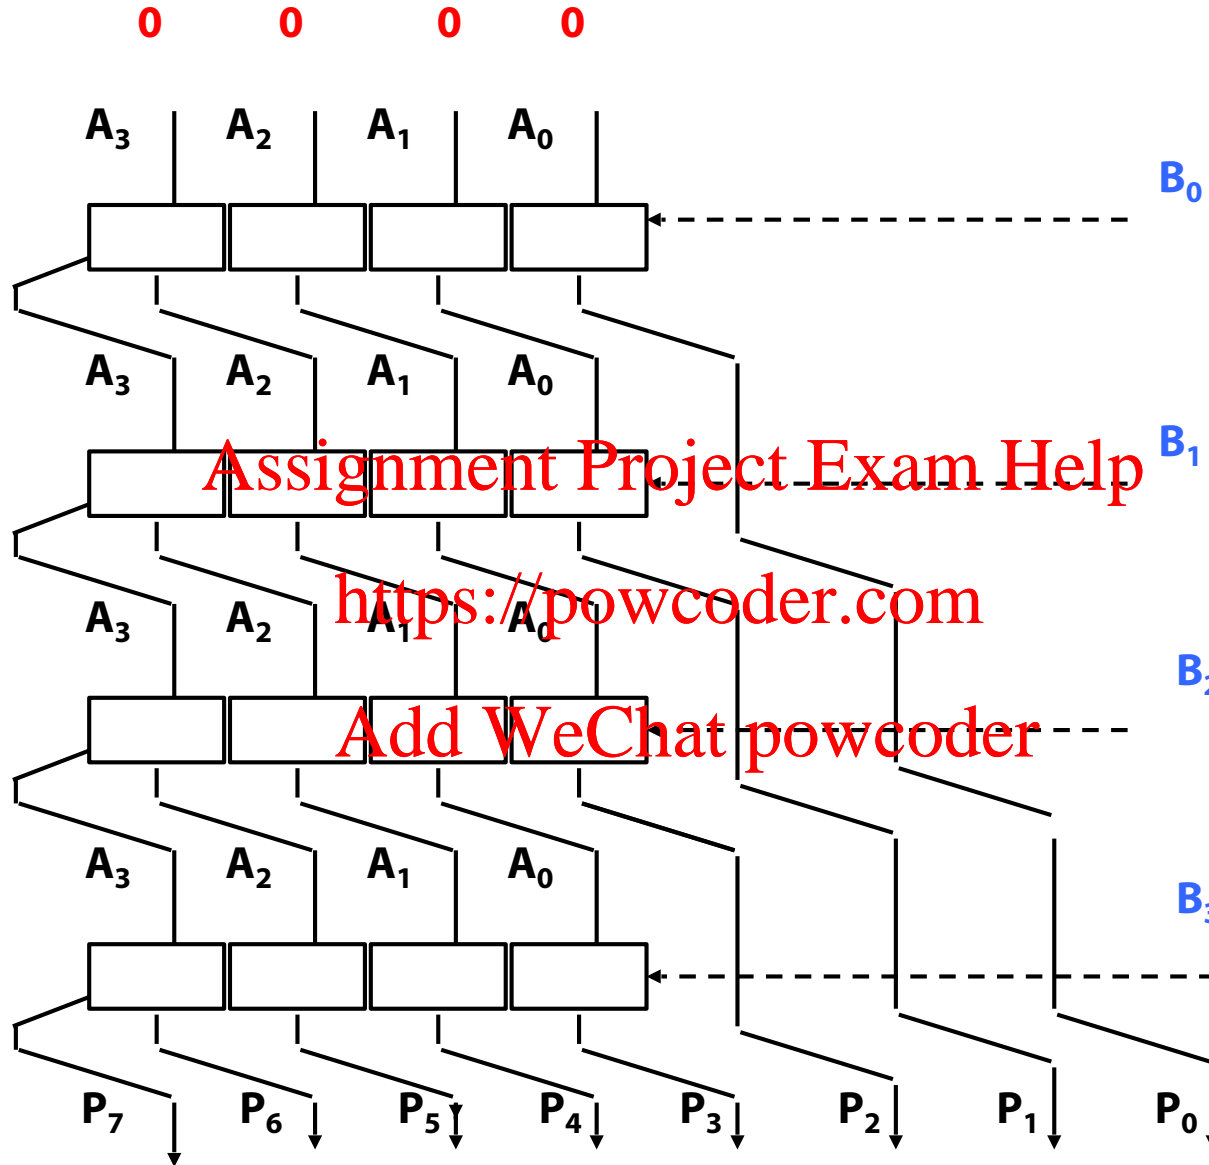 0 0 0 0
A₃ A₂ A₁ A₀
B₀
A₃ A₂ A₁ A₀
B₁
Assignment Project Exam Help
https://powcoder.com
A₃ A₂ A₁ A₀
B₂
Add WeChat powcoder
A₃ A₂ A₁ A₀
B₃
P₇ P₆ P₅ P₄ P₃ P₂ P₁ P₀